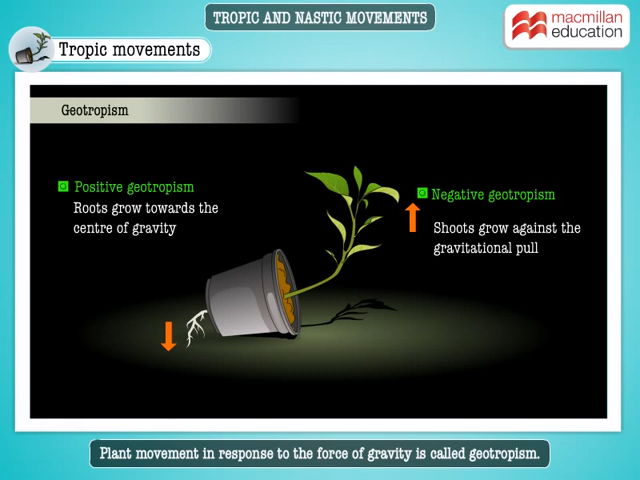 TROPIC AND NASTIC MOVEMENTS
macmillan
education
Tropic movements
Geotropism
Positive geotropism
Roots grow towards the
centre of gravity
Negative geotropism
Shoots grow against the
gravitational pull
Plant movement in response to the force of gravity is called geotropism.